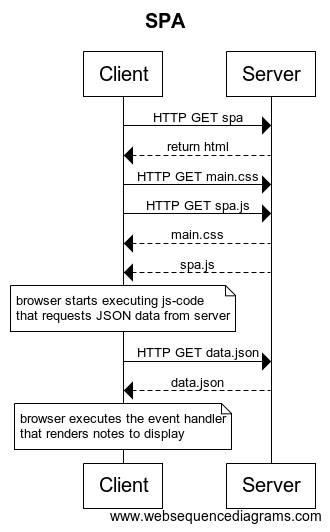 SPA
Client
Server
HTTP GET spa
return html
HTTP GET main.css
HTTP GET spa.js
main.css
spa.js
browser starts executing js-code
that requests JSON data from server
HTTP GET data.json
data.json
browser executes the event handler
that renders notes to display
Client
Server
www.websequencediagrams.com